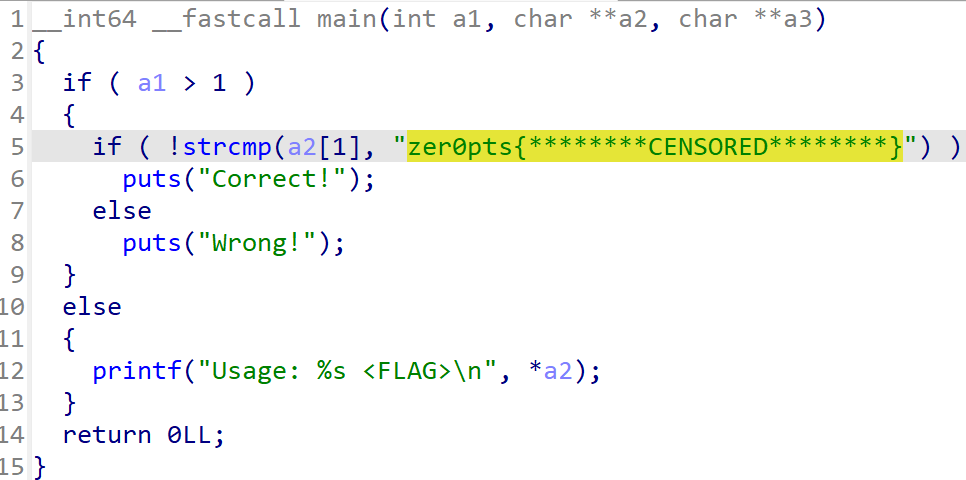 1 __int64 __fastcall main(int a1, char **a2, char **a3)
2 {
3   if ( a1 > 1 )
4   {
5     if ( !strcmp(a2[1], "zer0pts{********CENSORED********}") )
6       puts("Correct!");
7     else
8       puts("Wrong!");
9   }
10   else
11   {
12     printf("Usage: %s <FLAG>\n", *a2);
13   }
14   return 0LL;
15 }